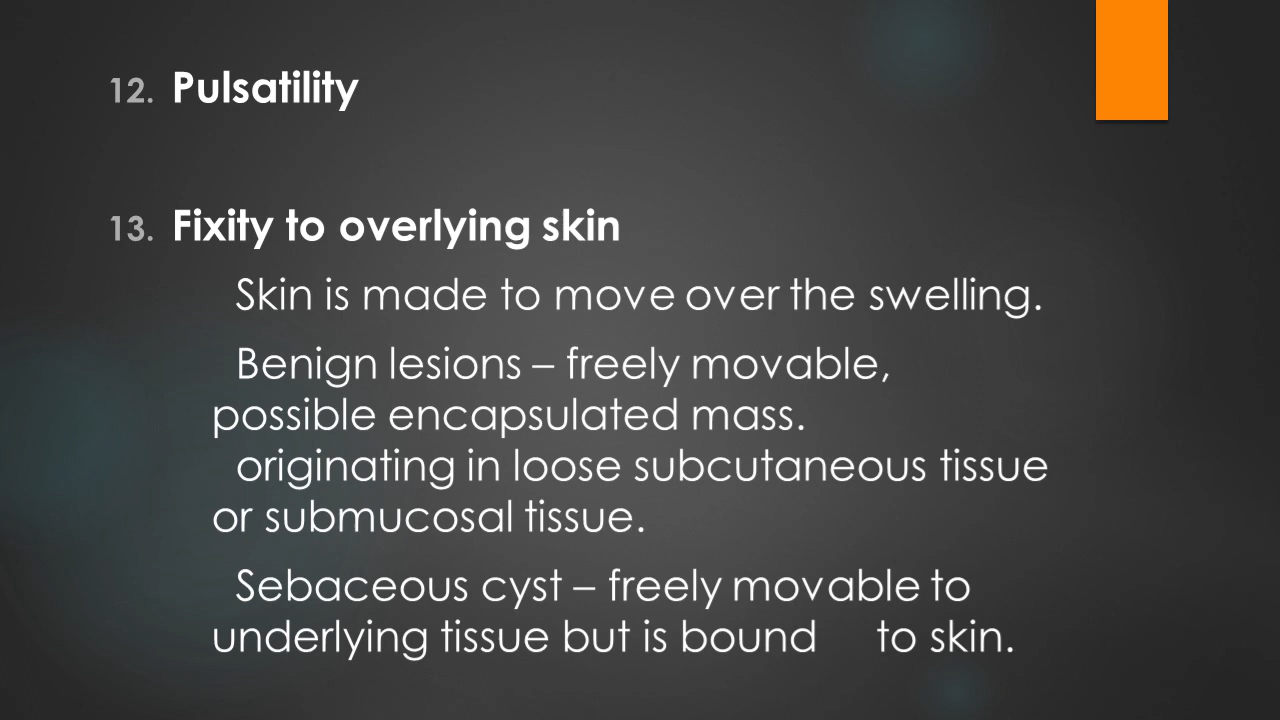 12. Pulsatility
13. Fixity to overlying skin
Skin is made to move over the swelling.
Benign lesions – freely movable,
possible encapsulated mass.
originating in loose subcutaneous tissue
or submucosal tissue.
Sebaceous cyst – freely movable to
underlying tissue but is bound to skin.